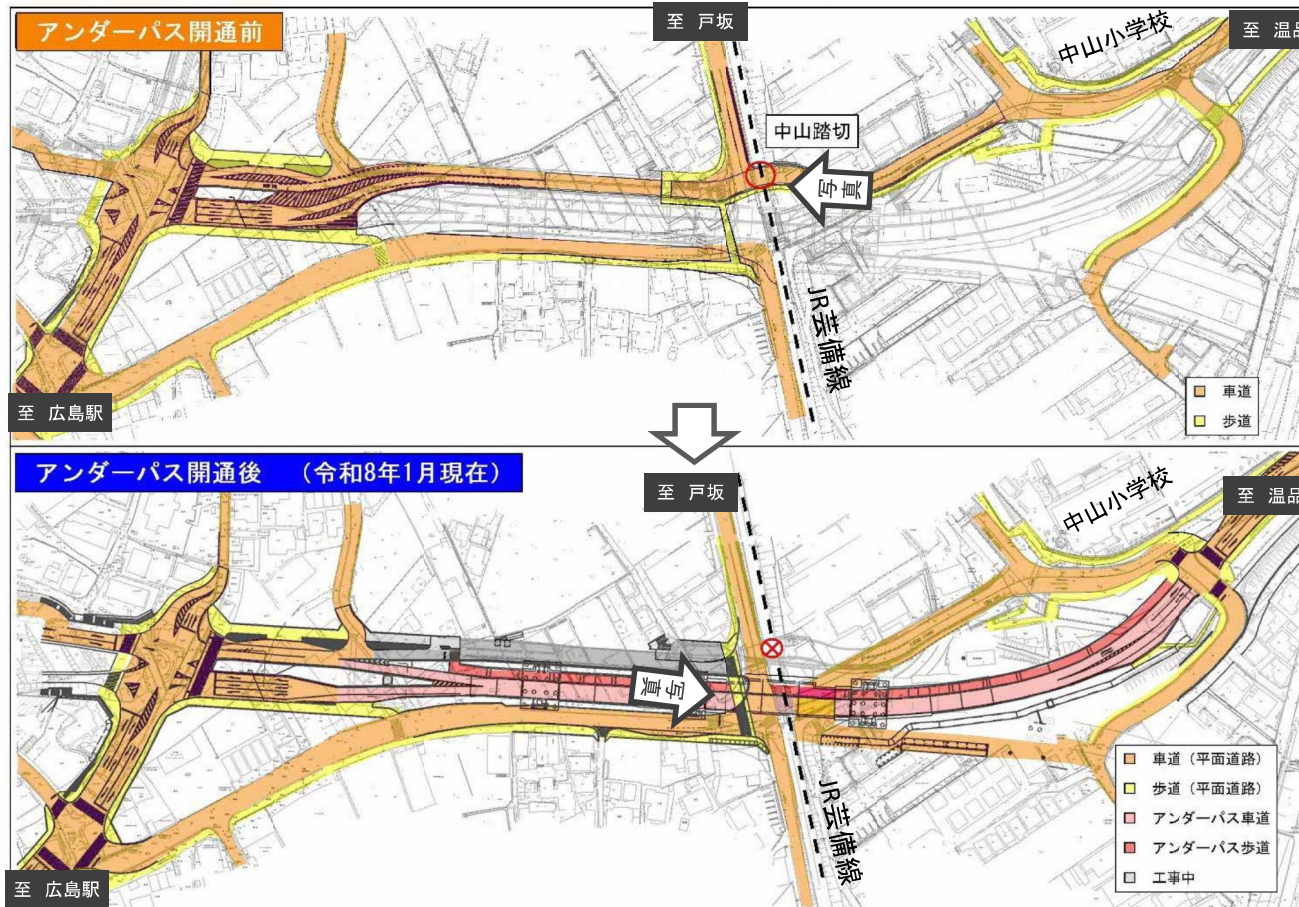 アンダーパス開通前
至 戸坂
中山小学校
至 温品
中山踏切
写真
JR芸備線
至 広島駅
車道
歩道
アンダーパス開通後 （令和8年1月現在）
至 戸坂
中山小学校
至 温品
写真
JR芸備線
至 広島駅
車道（平面道路）
歩道（平面道路）
アンダーパス車道
アンダーパス歩道
工事中